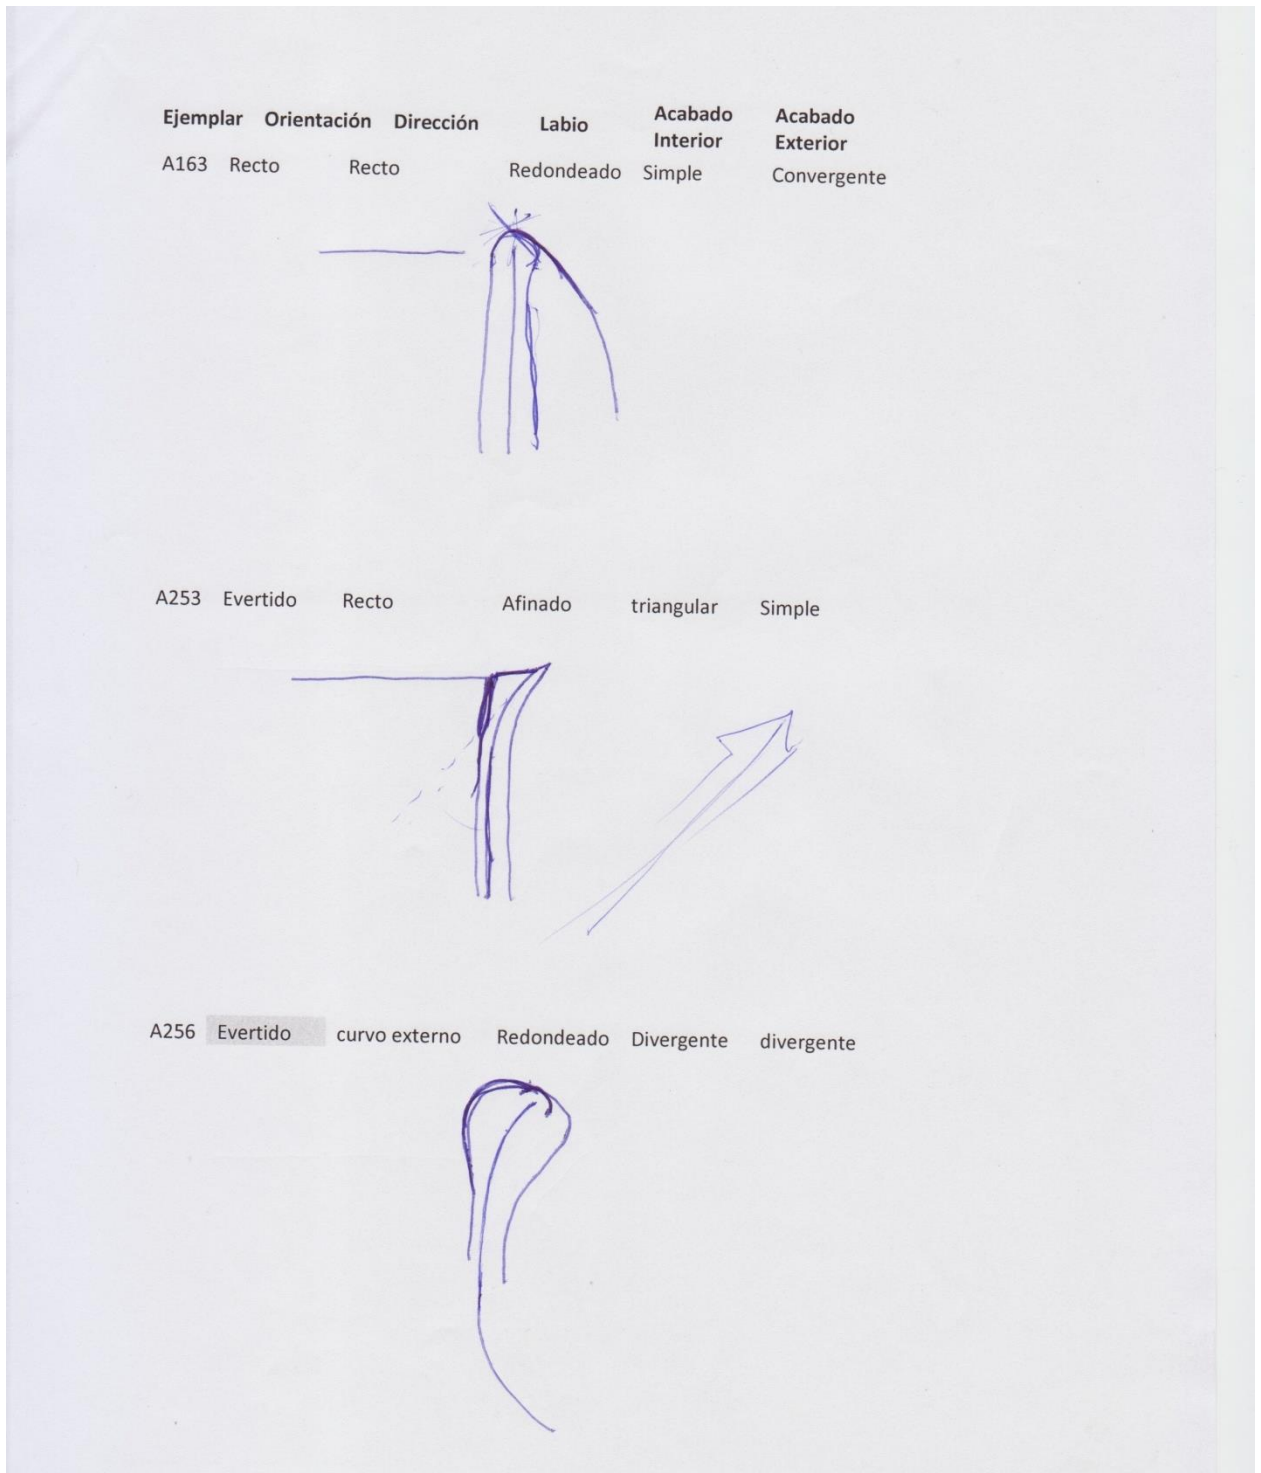 Ejemplar Orientación Dirección Labio Acabado Interior Acabado Exterior
A163 Recto Recto Redondeado Simple Convergente
A253 Evertido Recto Afinado triangular Simple
A256 Evertido curvo externo Redondeado Divergente divergente